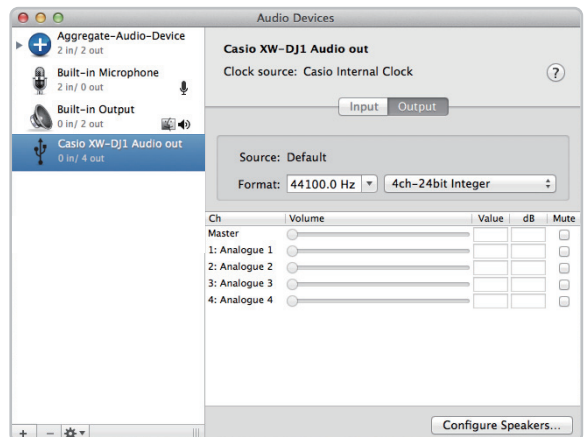 Audio Devices
Aggregate-Audio-Device
2 in/ 2 out
Built-in Microphone
2 in/ 0 out
Built-in Output
0 in/ 2 out
Casio XW-DJ1 Audio out
0 in/ 4 out
Casio XW-DJ1 Audio out
Clock source: Casio Internal Clock
?
Input Output
Source: Default
Format: 44100.0 Hz 4ch-24bit Integer
Ch Volume Value dB Mute
Master
1: Analogue 1
2: Analogue 2
3: Analogue 3
4: Analogue 4
Configure Speakers...